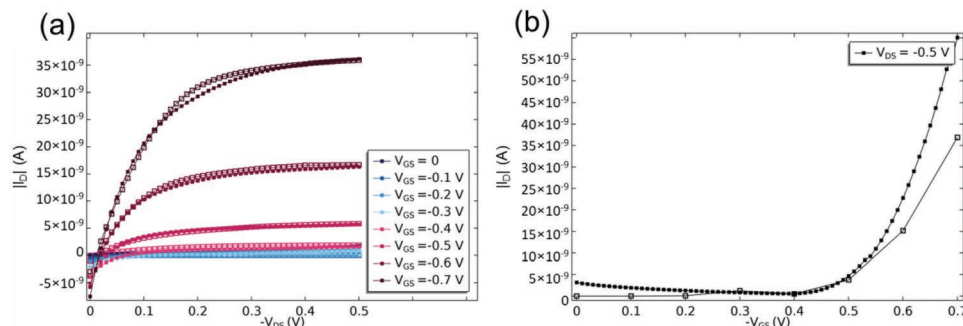 (a)
35×10⁻⁹
30×10⁻⁹
25×10⁻⁹
20×10⁻⁹
15×10⁻⁹
10×10⁻⁹
5×10⁻⁹
0
-5×10⁻⁹
|I_D| (A)
0.0 0.1 0.2 0.3 0.4 0.5
-V_DS (V)
V_GS = 0
V_GS = -0.1 V
V_GS = -0.2 V
V_GS = -0.3 V
V_GS = -0.4 V
V_GS = -0.5 V
V_GS = -0.6 V
V_GS = -0.7 V
(b)
V_DS = -0.5 V
55×10⁻⁹
50×10⁻⁹
45×10⁻⁹
40×10⁻⁹
35×10⁻⁹
30×10⁻⁹
25×10⁻⁹
20×10⁻⁹
15×10⁻⁹
10×10⁻⁹
5×10⁻⁹
0
|I_D| (A)
0 0.1 0.2 0.3 0.4 0.5 0.6 0.7
-V_GS (V)